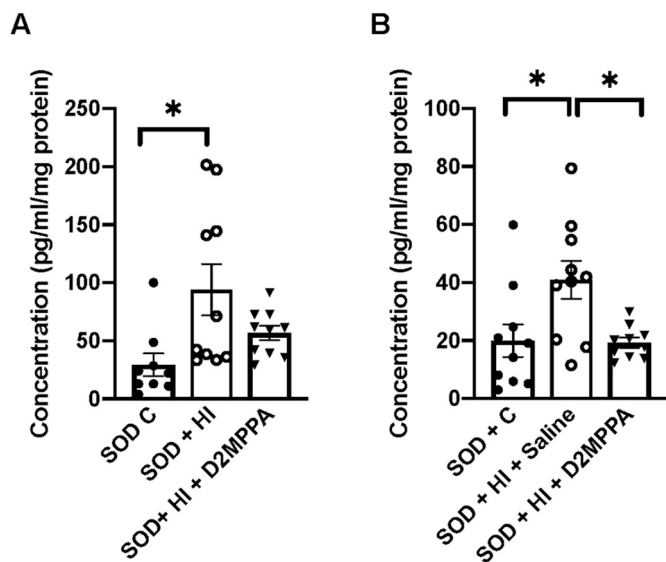 A
Concentration (pg/ml/mg protein)
250
200
150
100
50
0
*
SOD C
SOD + HI
SOD+ HI + D2MPPA
B
Concentration (pg/ml/mg protein)
100
80
60
40
20
0
*
*
SOD + C
SOD + HI + Saline
SOD + HI + D2MPPA